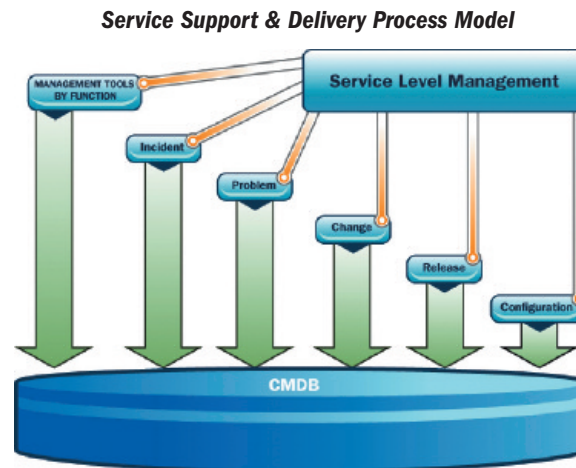 Service Support & Delivery Process Model
Service Level Management
MANAGEMENT TOOLS
BY FUNCTION
Incident
Problem
Change
Release
Configuration
CMDB